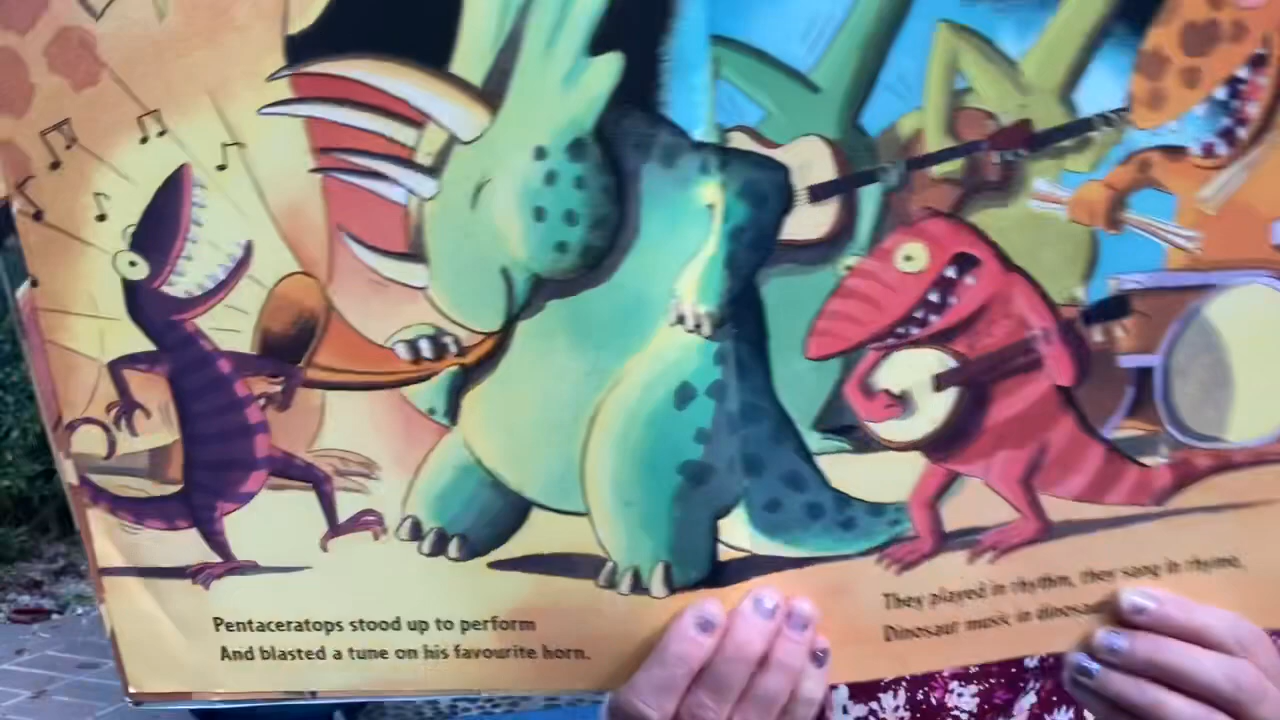 Pentaceratops stood up to perform
And blasted a tune on his favourite horn.
They played in rhythm, they sang in rhyme,
Dinosaur music in